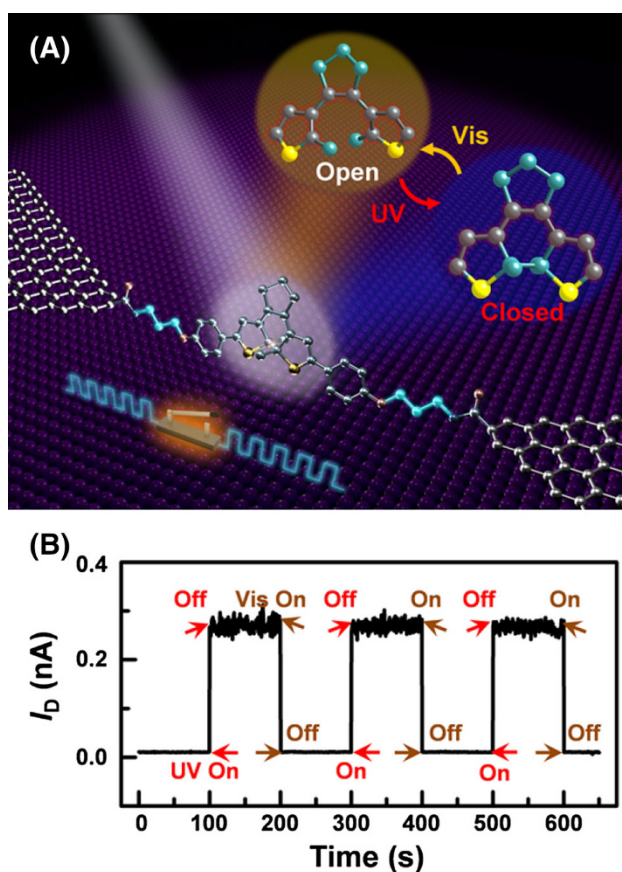 (A)
Open
Vis
UV
Closed
(B)
0.4
Off Vis On Off On Off On
0.2
Off Off Off
0.0
UV On On On
I_D (nA)
0 100 200 300 400 500 600
Time (s)